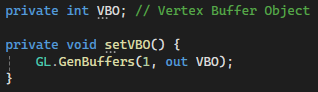 private int VBO; // Vertex Buffer Object
private void setVBO() {
GL.GenBuffers(1, out VBO);
}